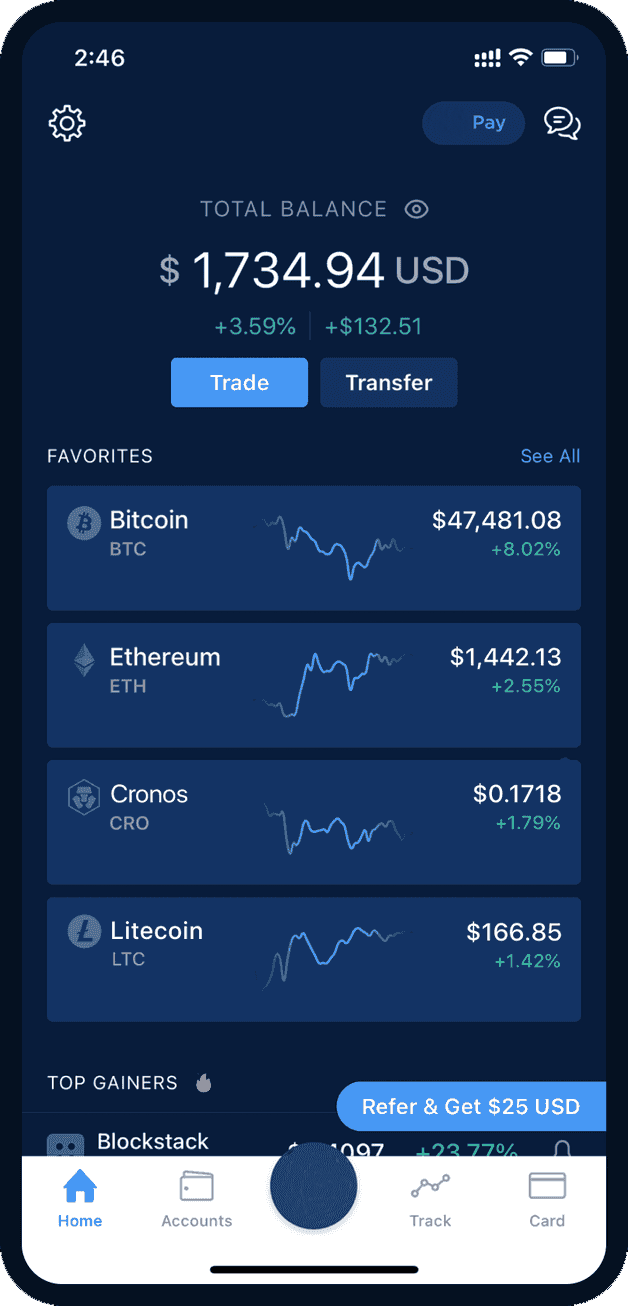 2:46
Pay
TOTAL BALANCE
$ 1,734.94 USD
+3.59% +$132.51
Trade Transfer
FAVORITES See All
Bitcoin $47,481.08
BTC +8.02%
Ethereum $1,442.13
ETH +2.55%
Cronos $0.1718
CRO +1.79%
Litecoin $166.85
LTC +1.42%
TOP GAINERS
Refer & Get $25 USD
Blockstack +23.77%
Home Accounts Track Card